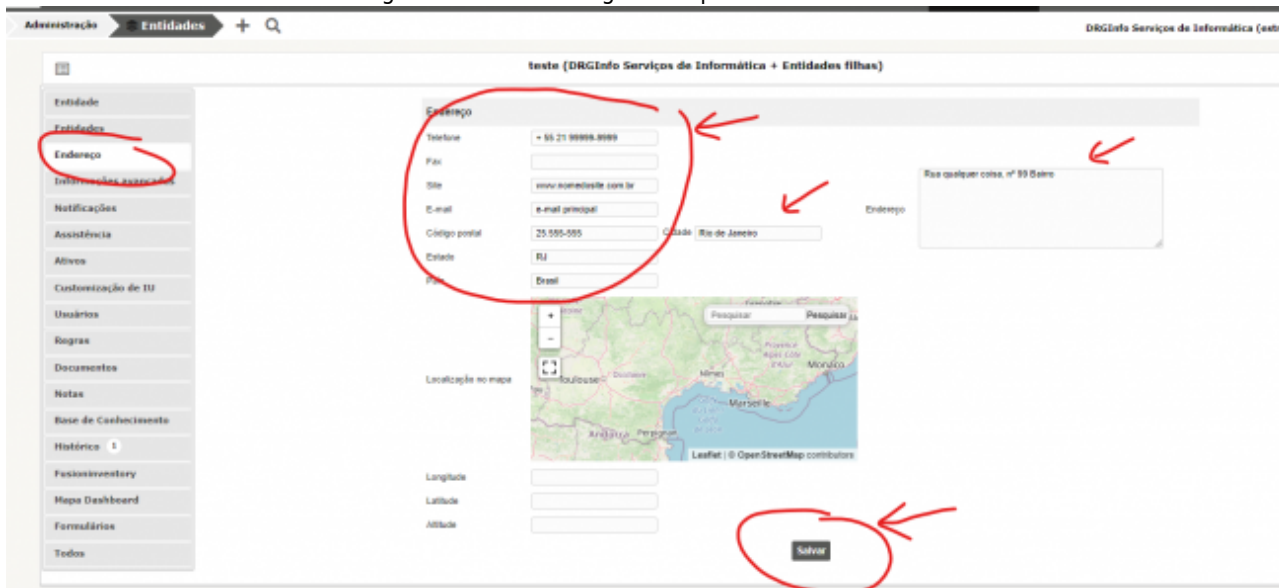 Administração Entidades
DRGInfo Serviços de Informática (estr
teste (DRGInfo Serviços de Informática + Entidades filhas)
Entidade
Entidades
Endereço
Informações avançadas
Notificações
Assistência
Ativos
Customização de IU
Usuários
Regras
Documentos
Notas
Base de Conhecimento
Histórico 1
Fusioninventory
Mapa Dashboard
Formulários
Todos
Endereço
Telefone + 55 21 99999-9999
Fax
Site www.nomedosite.com.br
E-mail e-mail principal
Código postal 25.555-555 Cidade Rio de Janeiro
Estado RJ
País Brasil
Endereço Rua qualquer coisa, nº 99 Bairro
Localização no mapa
+
-
Pesquisar Pesquisar
Toulouse
Nîmes
Monaco
Marseille
Andorra Perpignan
Leaflet | © OpenStreetMap contributors
Longitude
Latitude
Altitude
Salvar